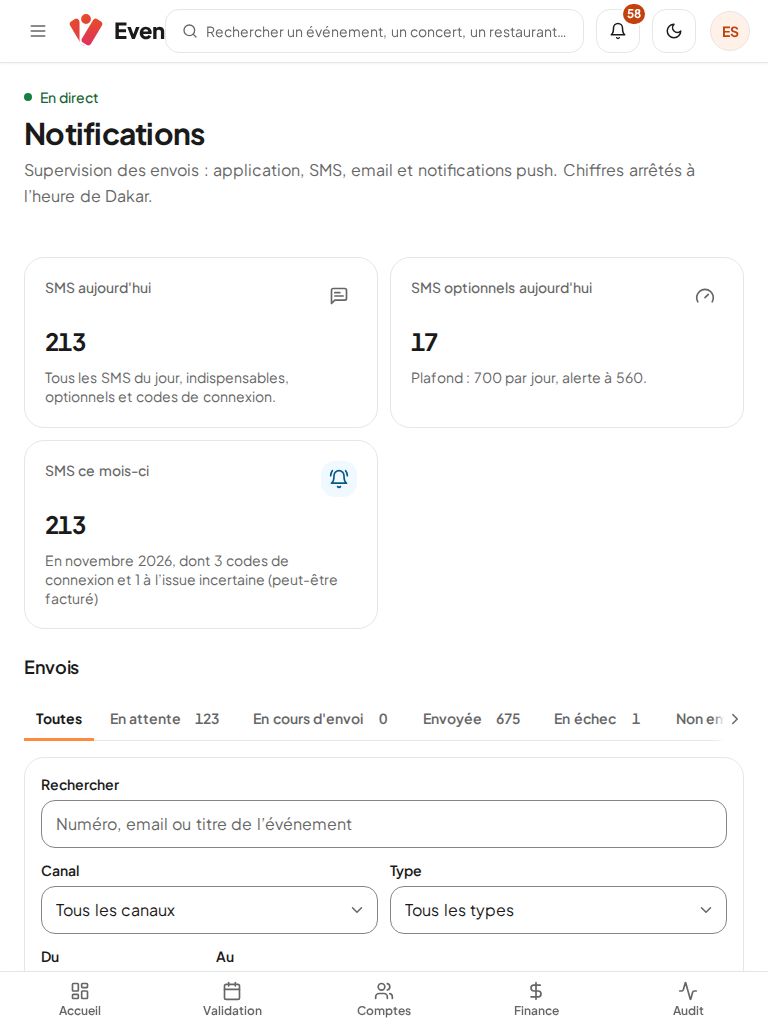 Even
Rechercher un événement, un concert, un restaurant…
58
ES
En direct
Notifications
Supervision des envois : application, SMS, email et notifications push. Chiffres arrêtés à
l’heure de Dakar.
SMS aujourd'hui
213
Tous les SMS du jour, indispensables,
optionnels et codes de connexion.
SMS optionnels aujourd'hui
17
Plafond : 700 par jour, alerte à 560.
SMS ce mois-ci
213
En novembre 2026, dont 3 codes de
connexion et 1 à l’issue incertaine (peut-être
facturé)
Envois
Toutes En attente 123 En cours d'envoi 0 Envoyée 675 En échec 1 Non en
Rechercher
Numéro, email ou titre de l’événement
Canal Type
Tous les canaux Tous les types
Du Au
Accueil Validation Comptes Finance Audit